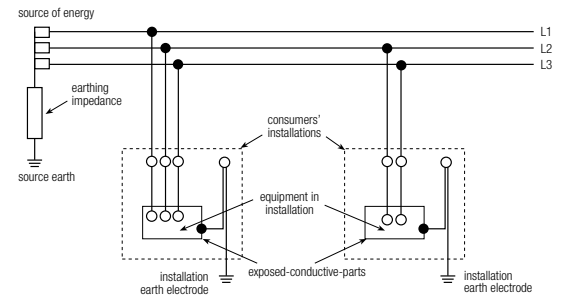 source of energy
L1
L2
L3
earthing
impedance
consumers'
installations
source earth
equipment in
installation
exposed-conductive-parts
installation
earth electrode
installation
earth electrode